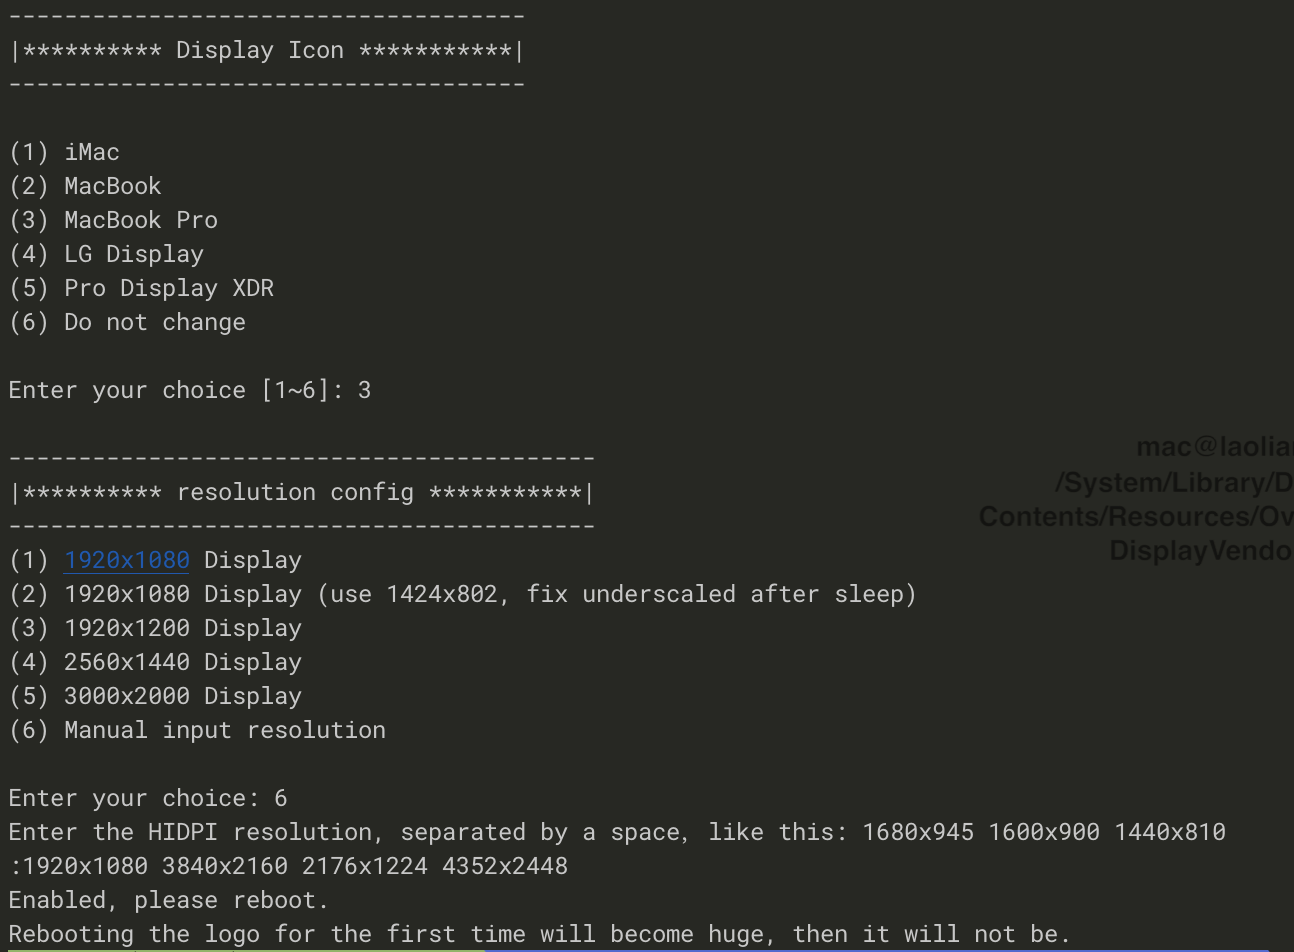 -------------------------------------
|********** Display Icon ***********|
-------------------------------------
(1) iMac
(2) MacBook
(3) MacBook Pro
(4) LG Display
(5) Pro Display XDR
(6) Do not change
Enter your choice [1~6]: 3
------------------------------------------
|********** resolution config ***********|
------------------------------------------
(1) 1920x1080 Display
(2) 1920x1080 Display (use 1424x802, fix underscaled after sleep)
(3) 1920x1200 Display
(4) 2560x1440 Display
(5) 3000x2000 Display
(6) Manual input resolution
Enter your choice: 6
Enter the HIDPI resolution, separated by a space, like this: 1680x945 1600x900 1440x810
:1920x1080 3840x2160 2176x1224 4352x2448
Enabled, please reboot.
Rebooting the logo for the first time will become huge, then it will not be.
mac@laolia
/System/Library/D
Contents/Resources/Ov
DisplayVendo